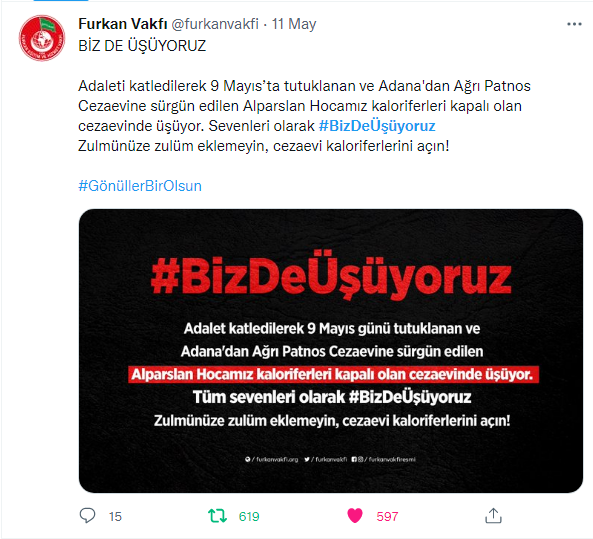 Furkan Vakfı @furkanvakfi · 11 May
BİZ DE ÜŞÜYORUZ
Adaleti katledilerek 9 Mayıs’ta tutuklanan ve Adana'dan Ağrı Patnos
Cezaevine sürgün edilen Alparslan Hocamız kaloriferleri kapalı olan
cezaevinde üşüyor. Sevenleri olarak #BizDeÜşüyoruz
Zulmünüze zulüm eklemeyin, cezaevi kaloriferlerini açın!
#GönüllerBirOlsun
#BizDeÜşüyoruz
Adalet katledilerek 9 Mayıs günü tutuklanan ve
Adana'dan Ağrı Patnos Cezaevine sürgün edilen
Alparslan Hocamız kaloriferleri kapalı olan cezaevinde üşüyor.
Tüm sevenleri olarak #BizDeÜşüyoruz
Zulmünüze zulüm eklemeyin, cezaevi kaloriferlerini açın!
/ furkanvakfi.org / furkanvakfi / furkanvakfiresmi
15 619 597